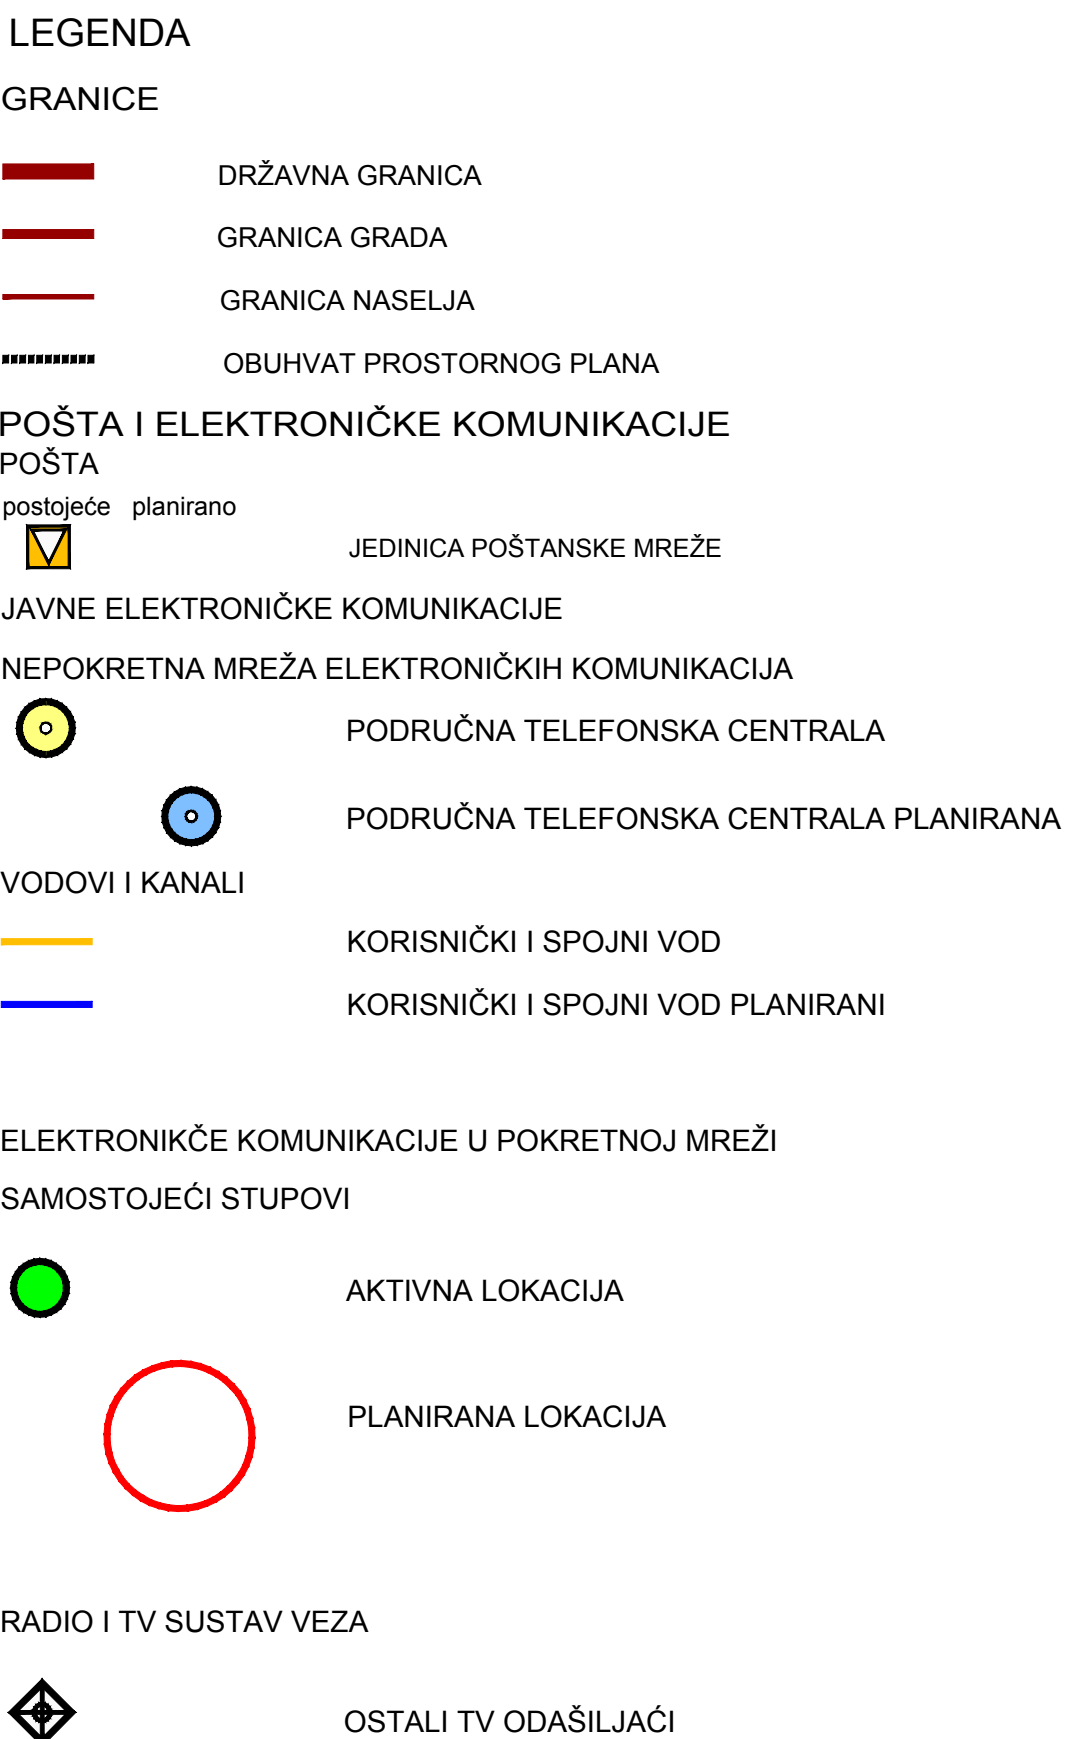 LEGENDA
GRANICE
DRŽAVNA GRANICA
GRANICA GRADA
GRANICA NASELJA
OBUHVAT PROSTORNOG PLANA
POŠTA I ELEKTRONIČKE KOMUNIKACIJE
POŠTA
postojeće planirano
JEDINICA POŠTANSKE MREŽE
JAVNE ELEKTRONIČKE KOMUNIKACIJE
NEPOKRETNA MREŽA ELEKTRONIČKIH KOMUNIKACIJA
PODRUČNA TELEFONSKA CENTRALA
PODRUČNA TELEFONSKA CENTRALA PLANIRANA
VODOVI I KANALI
KORISNIČKI I SPOJNI VOD
KORISNIČKI I SPOJNI VOD PLANIRANI
ELEKTRONIKČE KOMUNIKACIJE U POKRETNOJ MREŽI
SAMOSTOJEĆI STUPOVI
AKTIVNA LOKACIJA
PLANIRANA LOKACIJA
RADIO I TV SUSTAV VEZA
OSTALI TV ODAŠILJAĆI